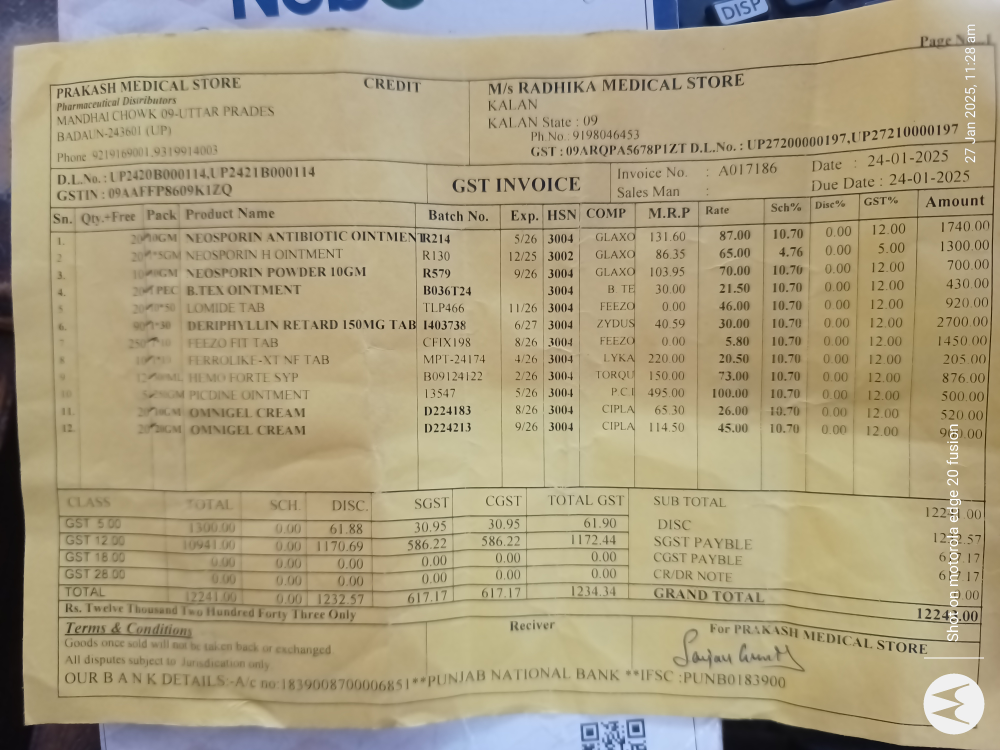 DISP
Page No. 1
PRAKASH MEDICAL STORE CREDIT
Pharmaceutical Distributors
MANDHAI CHOWK 09-UTTAR PRADES
BADAUN-243601 (UP)
Phone 9219169001,9319914003
M/s RADHIKA MEDICAL STORE
KALAN
KALAN State : 09
Ph.No.: 9198046453
GST : 09ARQPA5678P1ZT D.L.No. : UP27200000197,UP27210000197
D.L.No. : UP2420B000114,UP2421B000114
GSTIN : 09AAFFP8609K1ZQ
GST INVOICE
Invoice No. : A017186 Date : 24-01-2025
Sales Man : Due Date : 24-01-2025
Sn. Qty.+Free Pack Product Name Batch No. Exp. HSN COMP M.R.P Rate Sch% Disc% GST% Amount
1. NEOSPORIN ANTIBIOTIC OINTMENT R214 5/26 3004 GLAXO 131.60 87.00 10.70 0.00 12.00 1740.00
2 NEOSPORIN H OINTMENT R130 12/25 3002 GLAXO 86.35 65.00 4.76 0.00 5.00 1300.00
3. NEOSPORIN POWDER 10GM R579 9/26 3004 GLAXO 103.95 70.00 10.70 0.00 12.00 700.00
4. B.TEX OINTMENT B036T24 3004 B. TE 30.00 21.50 10.70 0.00 12.00 430.00
5 LOMIDE TAB TLP466 11/26 3004 FEEZO 0.00 46.00 10.70 0.00 12.00 920.00
6. DERIPHYLLIN RETARD 150MG TAB I403738 6/27 3004 ZYDUS 40.59 30.00 10.70 0.00 12.00 2700.00
7 FEEZO FIT TAB CFIX198 8/26 3004 FEEZO 0.00 5.80 10.70 0.00 12.00 1450.00
8 FERROLIKE-XT NF TAB MPT-24174 4/26 3004 LYKA 220.00 20.50 10.70 0.00 12.00 205.00
9 HEMO FORTE SYP B09124122 2/26 3004 TORQU 150.00 73.00 10.70 0.00 12.00 876.00
10 PICDINE OINTMENT 13547 5/26 3004 P.C.I 495.00 100.00 10.70 0.00 12.00 500.00
11. OMNIGEL CREAM D224183 8/26 3004 CIPLA 65.30 26.00 10.70 0.00 12.00 520.00
12. OMNIGEL CREAM D224213 9/26 3004 CIPLA 114.50 45.00 10.70 0.00 12.00
CLASS TOTAL SCH. DISC. SGST CGST TOTAL GST
GST 5.00 1300.00 0.00 61.88 30.95 30.95 61.90
GST 12.00 10941.00 0.00 1170.69 586.22 586.22 1172.44
GST 18.00 0.00 0.00 0.00 0.00 0.00 0.00
GST 28.00 0.00 0.00 0.00 0.00 0.00 0.00
TOTAL 12241.00 0.00 1232.57 617.17 617.17 1234.34
SUB TOTAL
DISC
SGST PAYBLE
CGST PAYBLE
CR/DR NOTE
GRAND TOTAL
Rs. Twelve Thousand Two Hundred Forty Three Only
Terms & Conditions
Goods once sold will not be taken back or exchanged.
All disputes subject to Jurisdication only
Reciver
For PRAKASH MEDICAL STORE
OUR B A N K DETAILS:-A/c no:1839008700006851**PUNJAB NATIONAL BANK **IFSC :PUNB0183900
27 Jan 2025, 11:28 am
Shot on motorola edge 20 fusion